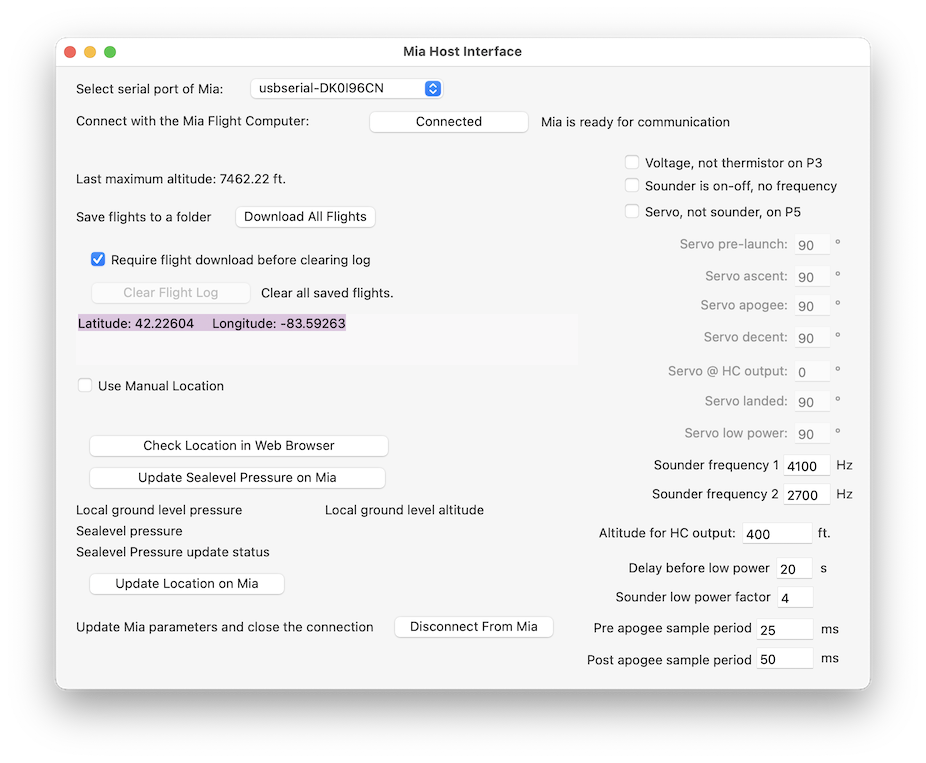 Mia Host Interface
Select serial port of Mia: usbserial-DK0I96CN
Connect with the Mia Flight Computer: Connected Mia is ready for communication
Last maximum altitude: 7462.22 ft.
Save flights to a folder Download All Flights
Require flight download before clearing log
Clear Flight Log Clear all saved flights.
Latitude: 42.22604 Longitude: -83.59263
Use Manual Location
Check Location in Web Browser
Update Sealevel Pressure on Mia
Local ground level pressure Local ground level altitude
Sealevel pressure
Sealevel Pressure update status
Update Location on Mia
Update Mia parameters and close the connection Disconnect From Mia
Voltage, not thermistor on P3
Sounder is on-off, no frequency
Servo, not sounder, on P5
Servo pre-launch: 90 °
Servo ascent: 90 °
Servo apogee: 90 °
Servo decent: 90 °
Servo @ HC output: 0 °
Servo landed: 90 °
Servo low power: 90 °
Sounder frequency 1 4100 Hz
Sounder frequency 2 2700 Hz
Altitude for HC output: 400 ft.
Delay before low power 20 s
Sounder low power factor 4
Pre apogee sample period 25 ms
Post apogee sample period 50 ms